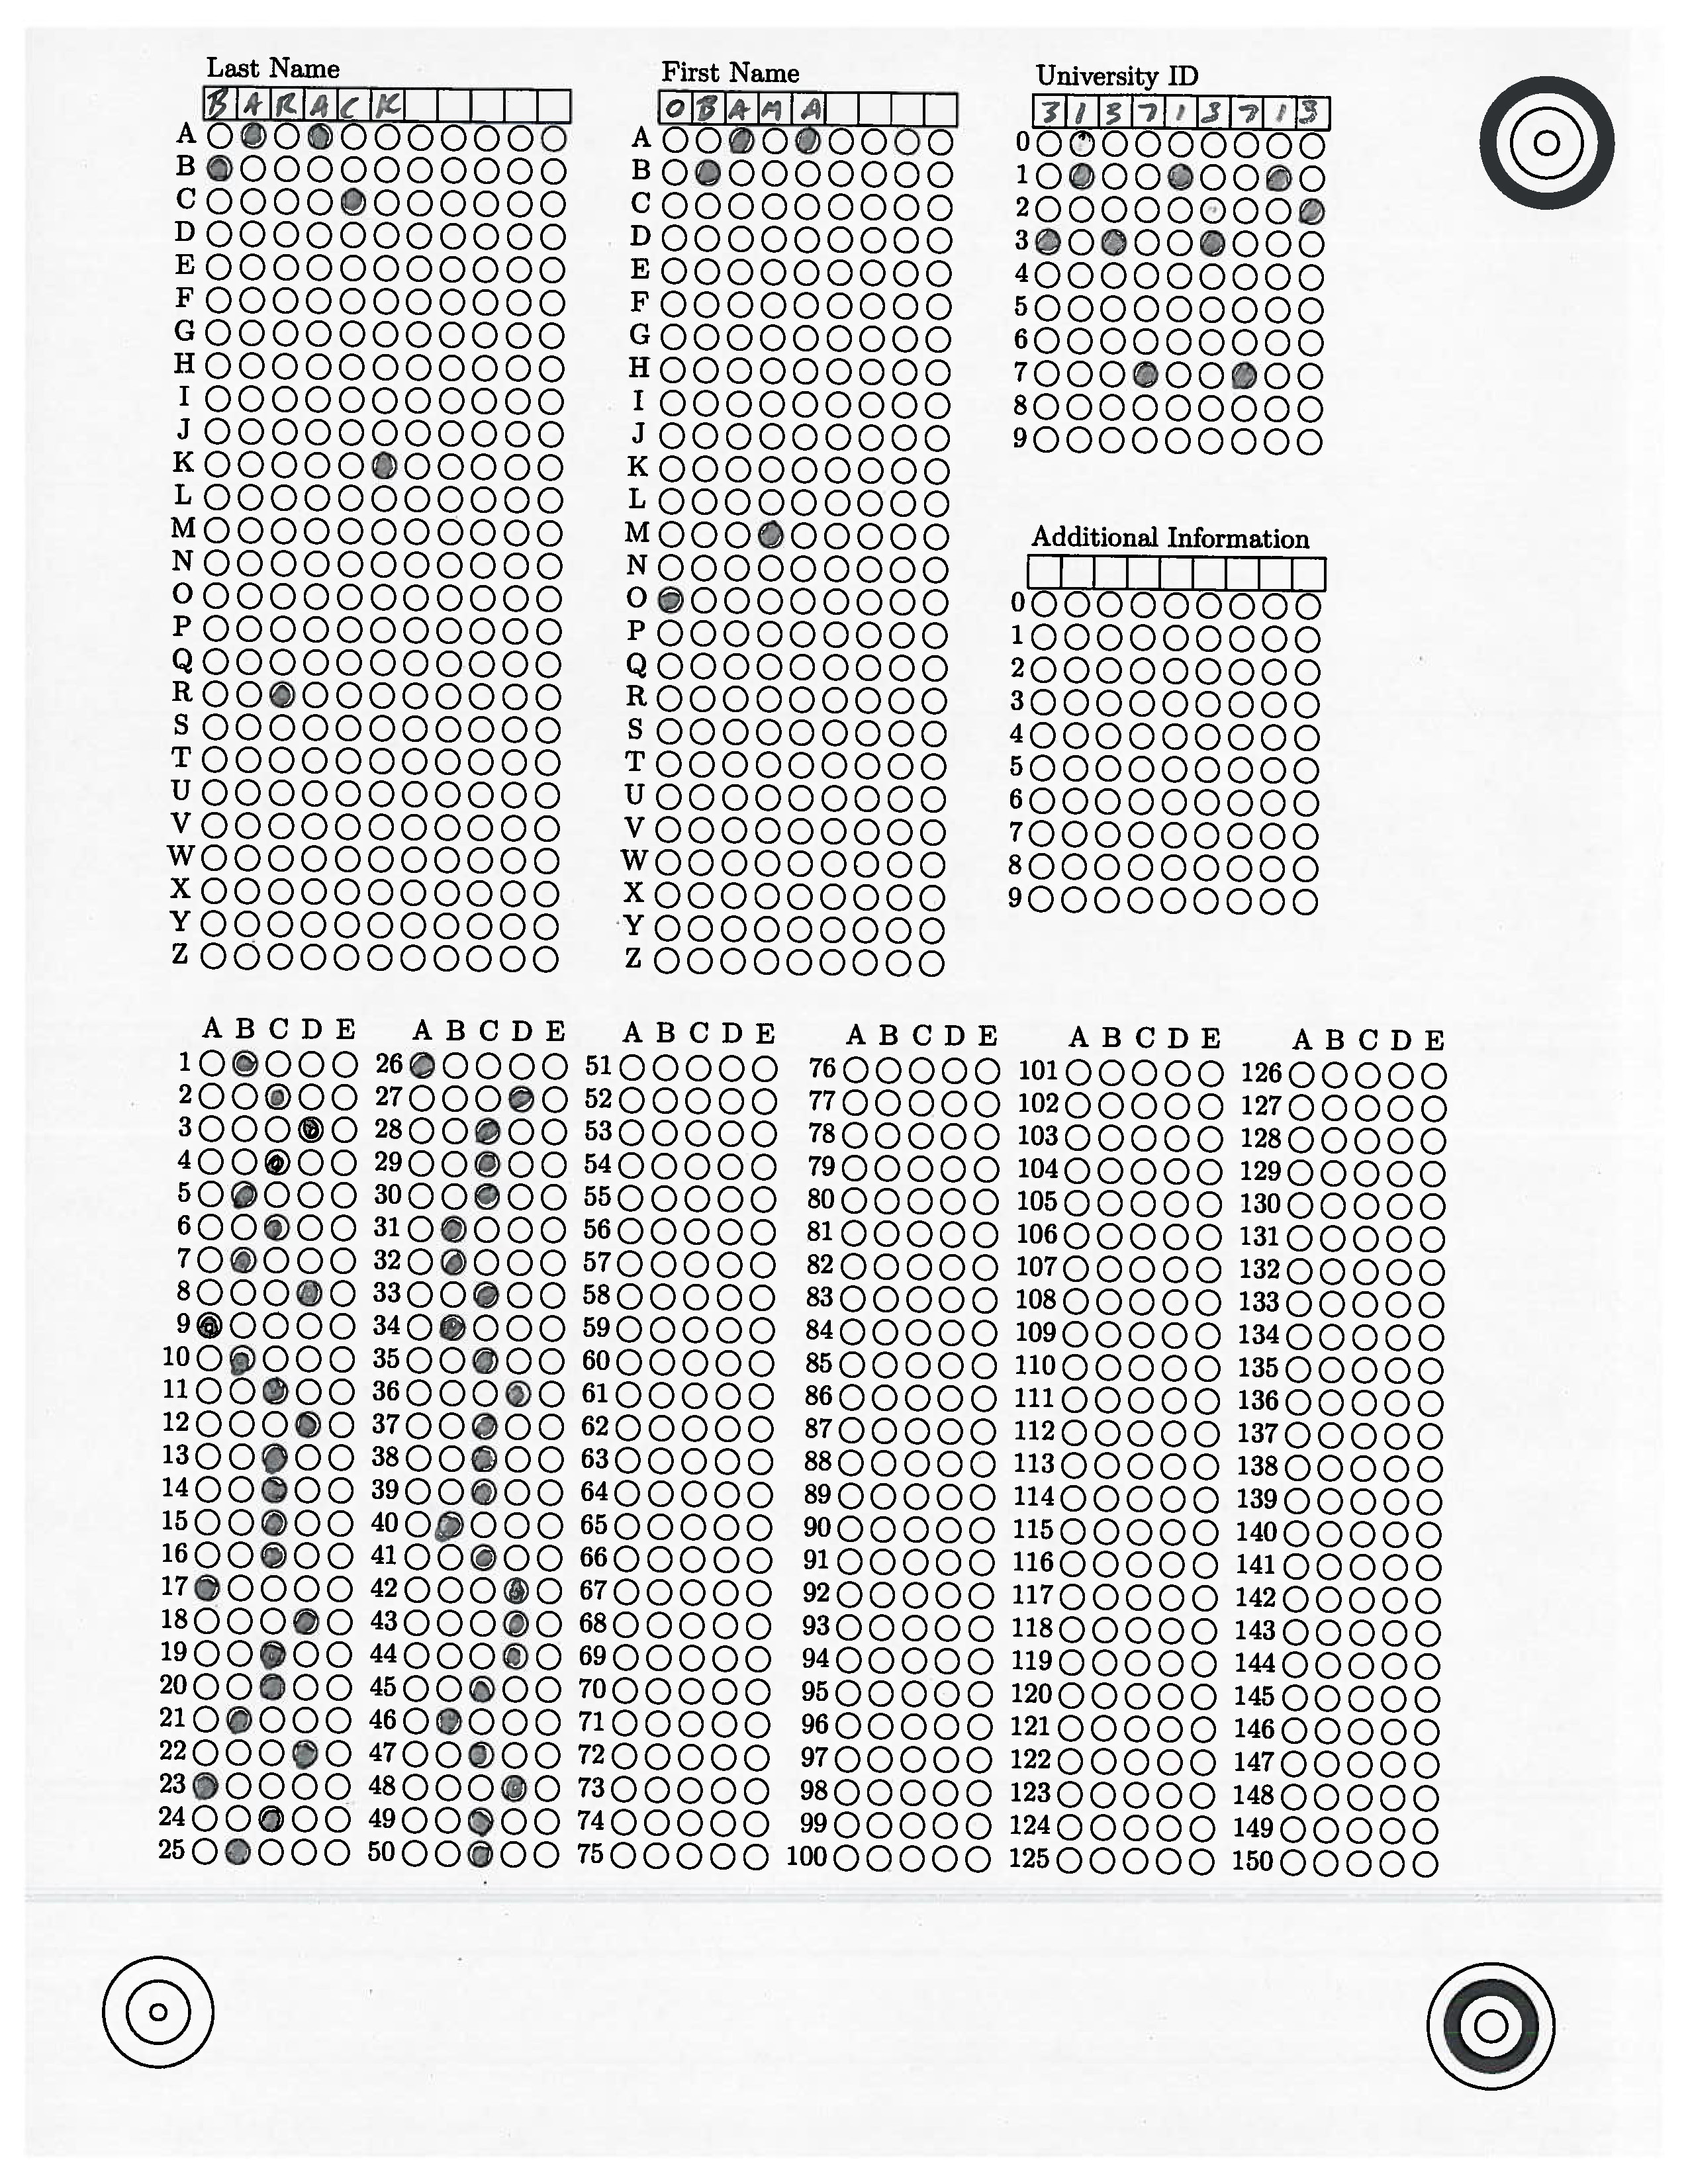 Last Name
BARACK
A
B
C
D
E
F
G
H
I
J
K
L
M
N
O
P
Q
R
S
T
U
V
W
X
Y
Z
First Name
OBAMA
A
B
C
D
E
F
G
H
I
J
K
L
M
N
O
P
Q
R
S
T
U
V
W
X
Y
Z
University ID
313713713
0
1
2
3
4
5
6
7
8
9
Additional Information
0
1
2
3
4
5
6
7
8
9
A B C D E
1
2
3
4
5
6
7
8
9
10
11
12
13
14
15
16
17
18
19
20
21
22
23
24
25
A B C D E
26
27
28
29
30
31
32
33
34
35
36
37
38
39
40
41
42
43
44
45
46
47
48
49
50
A B C D E
51
52
53
54
55
56
57
58
59
60
61
62
63
64
65
66
67
68
69
70
71
72
73
74
75
A B C D E
76
77
78
79
80
81
82
83
84
85
86
87
88
89
90
91
92
93
94
95
96
97
98
99
100
A B C D E
101
102
103
104
105
106
107
108
109
110
111
112
113
114
115
116
117
118
119
120
121
122
123
124
125
A B C D E
126
127
128
129
130
131
132
133
134
135
136
137
138
139
140
141
142
143
144
145
146
147
148
149
150